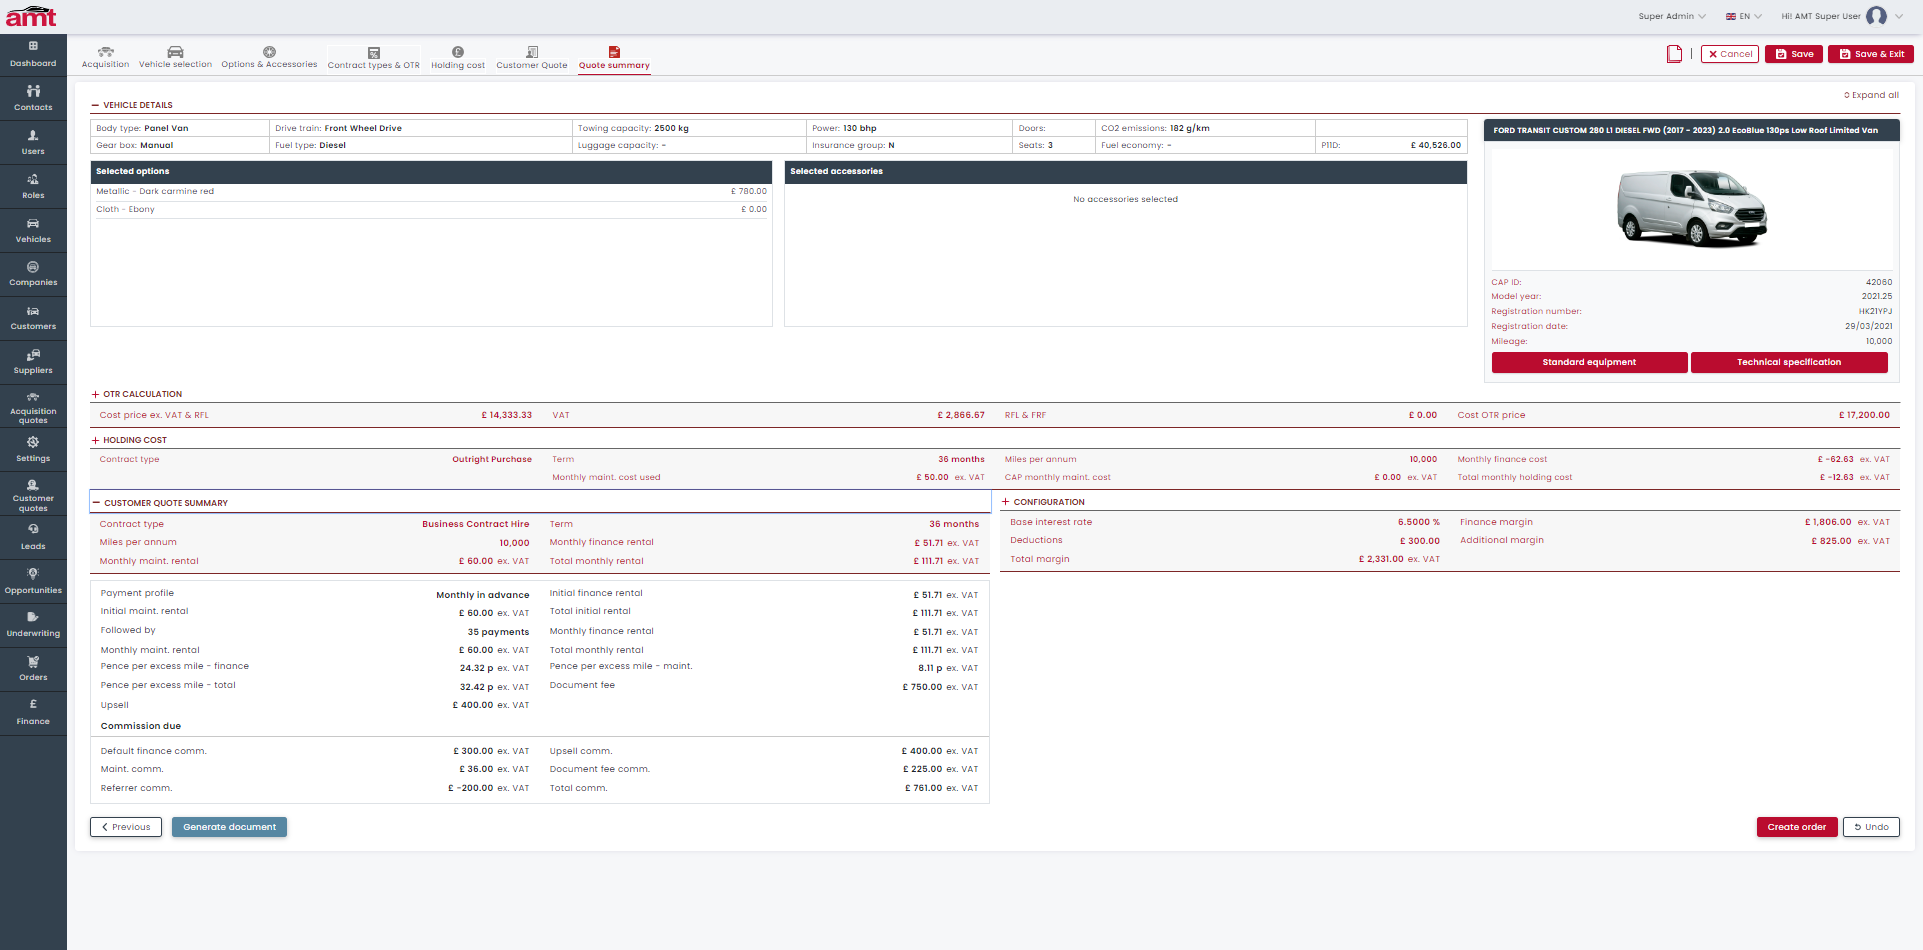 amt
Super Admin
EN
Hi! AMT Super User
Dashboard
Contacts
Users
Roles
Vehicles
Companies
Customers
Suppliers
Acquisition
quotes
Settings
Customer
quotes
Leads
Opportunities
Underwriting
Orders
Finance
Acquisition
Vehicle selection
Options & Accessories
Contract types & OTR
Holding cost
Customer Quote
Quote summary
Cancel
Save
Save & Exit
Expand all
VEHICLE DETAILS
Body type: Panel Van
Drive train: Front Wheel Drive
Towing capacity: 2500 kg
Power: 130 bhp
Doors:
CO2 emissions: 182 g/km
Gear box: Manual
Fuel type: Diesel
Luggage capacity: -
Insurance group: N
Seats: 3
Fuel economy: -
P11D: £ 40,526.00
Selected options
Metallic - Dark carmine red £ 780.00
Cloth - Ebony £ 0.00
Selected accessories
No accessories selected
FORD TRANSIT CUSTOM 280 L1 DIESEL FWD (2017 - 2023) 2.0 EcoBlue 130ps Low Roof Limited Van
CAP ID: 42060
Model year: 2021.25
Registration number: HK21YPJ
Registration date: 29/03/2021
Mileage: 10,000
Standard equipment
Technical specification
OTR CALCULATION
Cost price ex. VAT & RFL £ 14,333.33
VAT £ 2,866.67
RFL & FRF £ 0.00
Cost OTR price £ 17,200.00
HOLDING COST
Contract type Outright Purchase
Term 36 months
Miles per annum 10,000
Monthly finance cost £ -62.63 ex. VAT
Monthly maint. cost used £ 50.00 ex. VAT
CAP monthly maint. cost £ 0.00 ex. VAT
Total monthly holding cost £ -12.63 ex. VAT
CUSTOMER QUOTE SUMMARY
Contract type Business Contract Hire
Term 36 months
Miles per annum 10,000
Monthly finance rental £ 51.71 ex. VAT
Monthly maint. rental £ 60.00 ex. VAT
Total monthly rental £ 111.71 ex. VAT
CONFIGURATION
Base interest rate 6.5000 %
Finance margin £ 1,806.00 ex. VAT
Deductions £ 300.00
Additional margin £ 825.00 ex. VAT
Total margin £ 2,331.00 ex. VAT
Payment profile Monthly in advance
Initial finance rental £ 51.71 ex. VAT
Initial maint. rental £ 60.00 ex. VAT
Total initial rental £ 111.71 ex. VAT
Followed by 35 payments
Monthly finance rental £ 51.71 ex. VAT
Monthly maint. rental £ 60.00 ex. VAT
Total monthly rental £ 111.71 ex. VAT
Pence per excess mile - finance 24.32 p ex. VAT
Pence per excess mile - maint. 8.11 p ex. VAT
Pence per excess mile - total 32.42 p ex. VAT
Document fee £ 750.00 ex. VAT
Upsell £ 400.00 ex. VAT
Commission due
Default finance comm. £ 300.00 ex. VAT
Upsell comm. £ 400.00 ex. VAT
Maint. comm. £ 36.00 ex. VAT
Document fee comm. £ 225.00 ex. VAT
Referrer comm. £ -200.00 ex. VAT
Total comm. £ 761.00 ex. VAT
Previous
Generate document
Create order
Undo